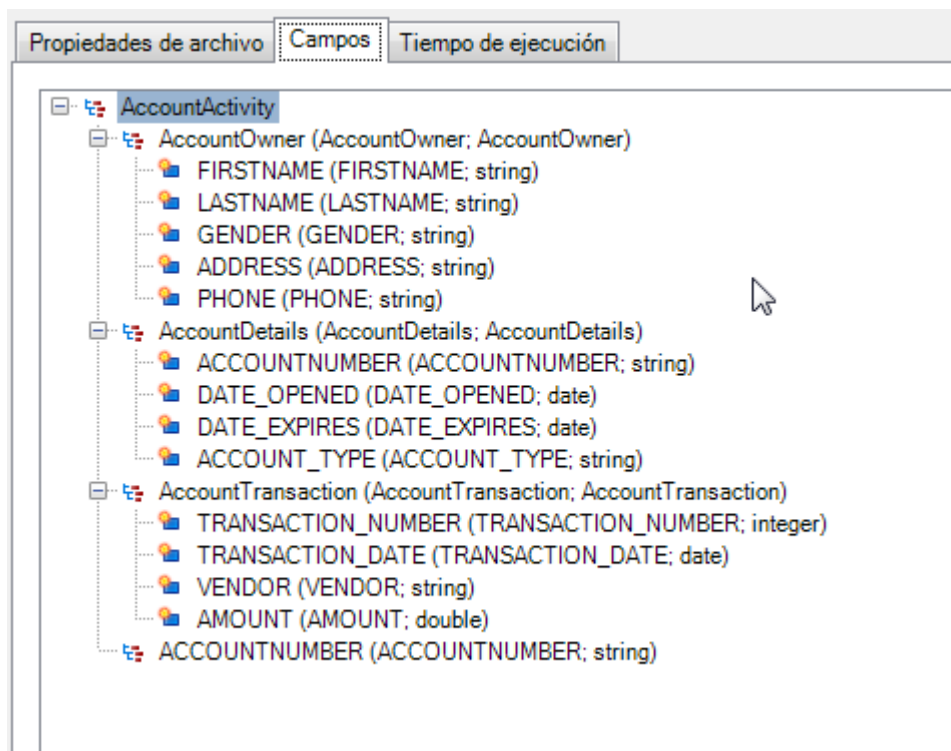 Propiedades de archivo Campos Tiempo de ejecución
AccountActivity
AccountOwner (AccountOwner; AccountOwner)
FIRSTNAME (FIRSTNAME; string)
LASTNAME (LASTNAME; string)
GENDER (GENDER; string)
ADDRESS (ADDRESS; string)
PHONE (PHONE; string)
AccountDetails (AccountDetails; AccountDetails)
ACCOUNTNUMBER (ACCOUNTNUMBER; string)
DATE_OPENED (DATE_OPENED; date)
DATE_EXPIRES (DATE_EXPIRES; date)
ACCOUNT_TYPE (ACCOUNT_TYPE; string)
AccountTransaction (AccountTransaction; AccountTransaction)
TRANSACTION_NUMBER (TRANSACTION_NUMBER; integer)
TRANSACTION_DATE (TRANSACTION_DATE; date)
VENDOR (VENDOR; string)
AMOUNT (AMOUNT; double)
ACCOUNTNUMBER (ACCOUNTNUMBER; string)